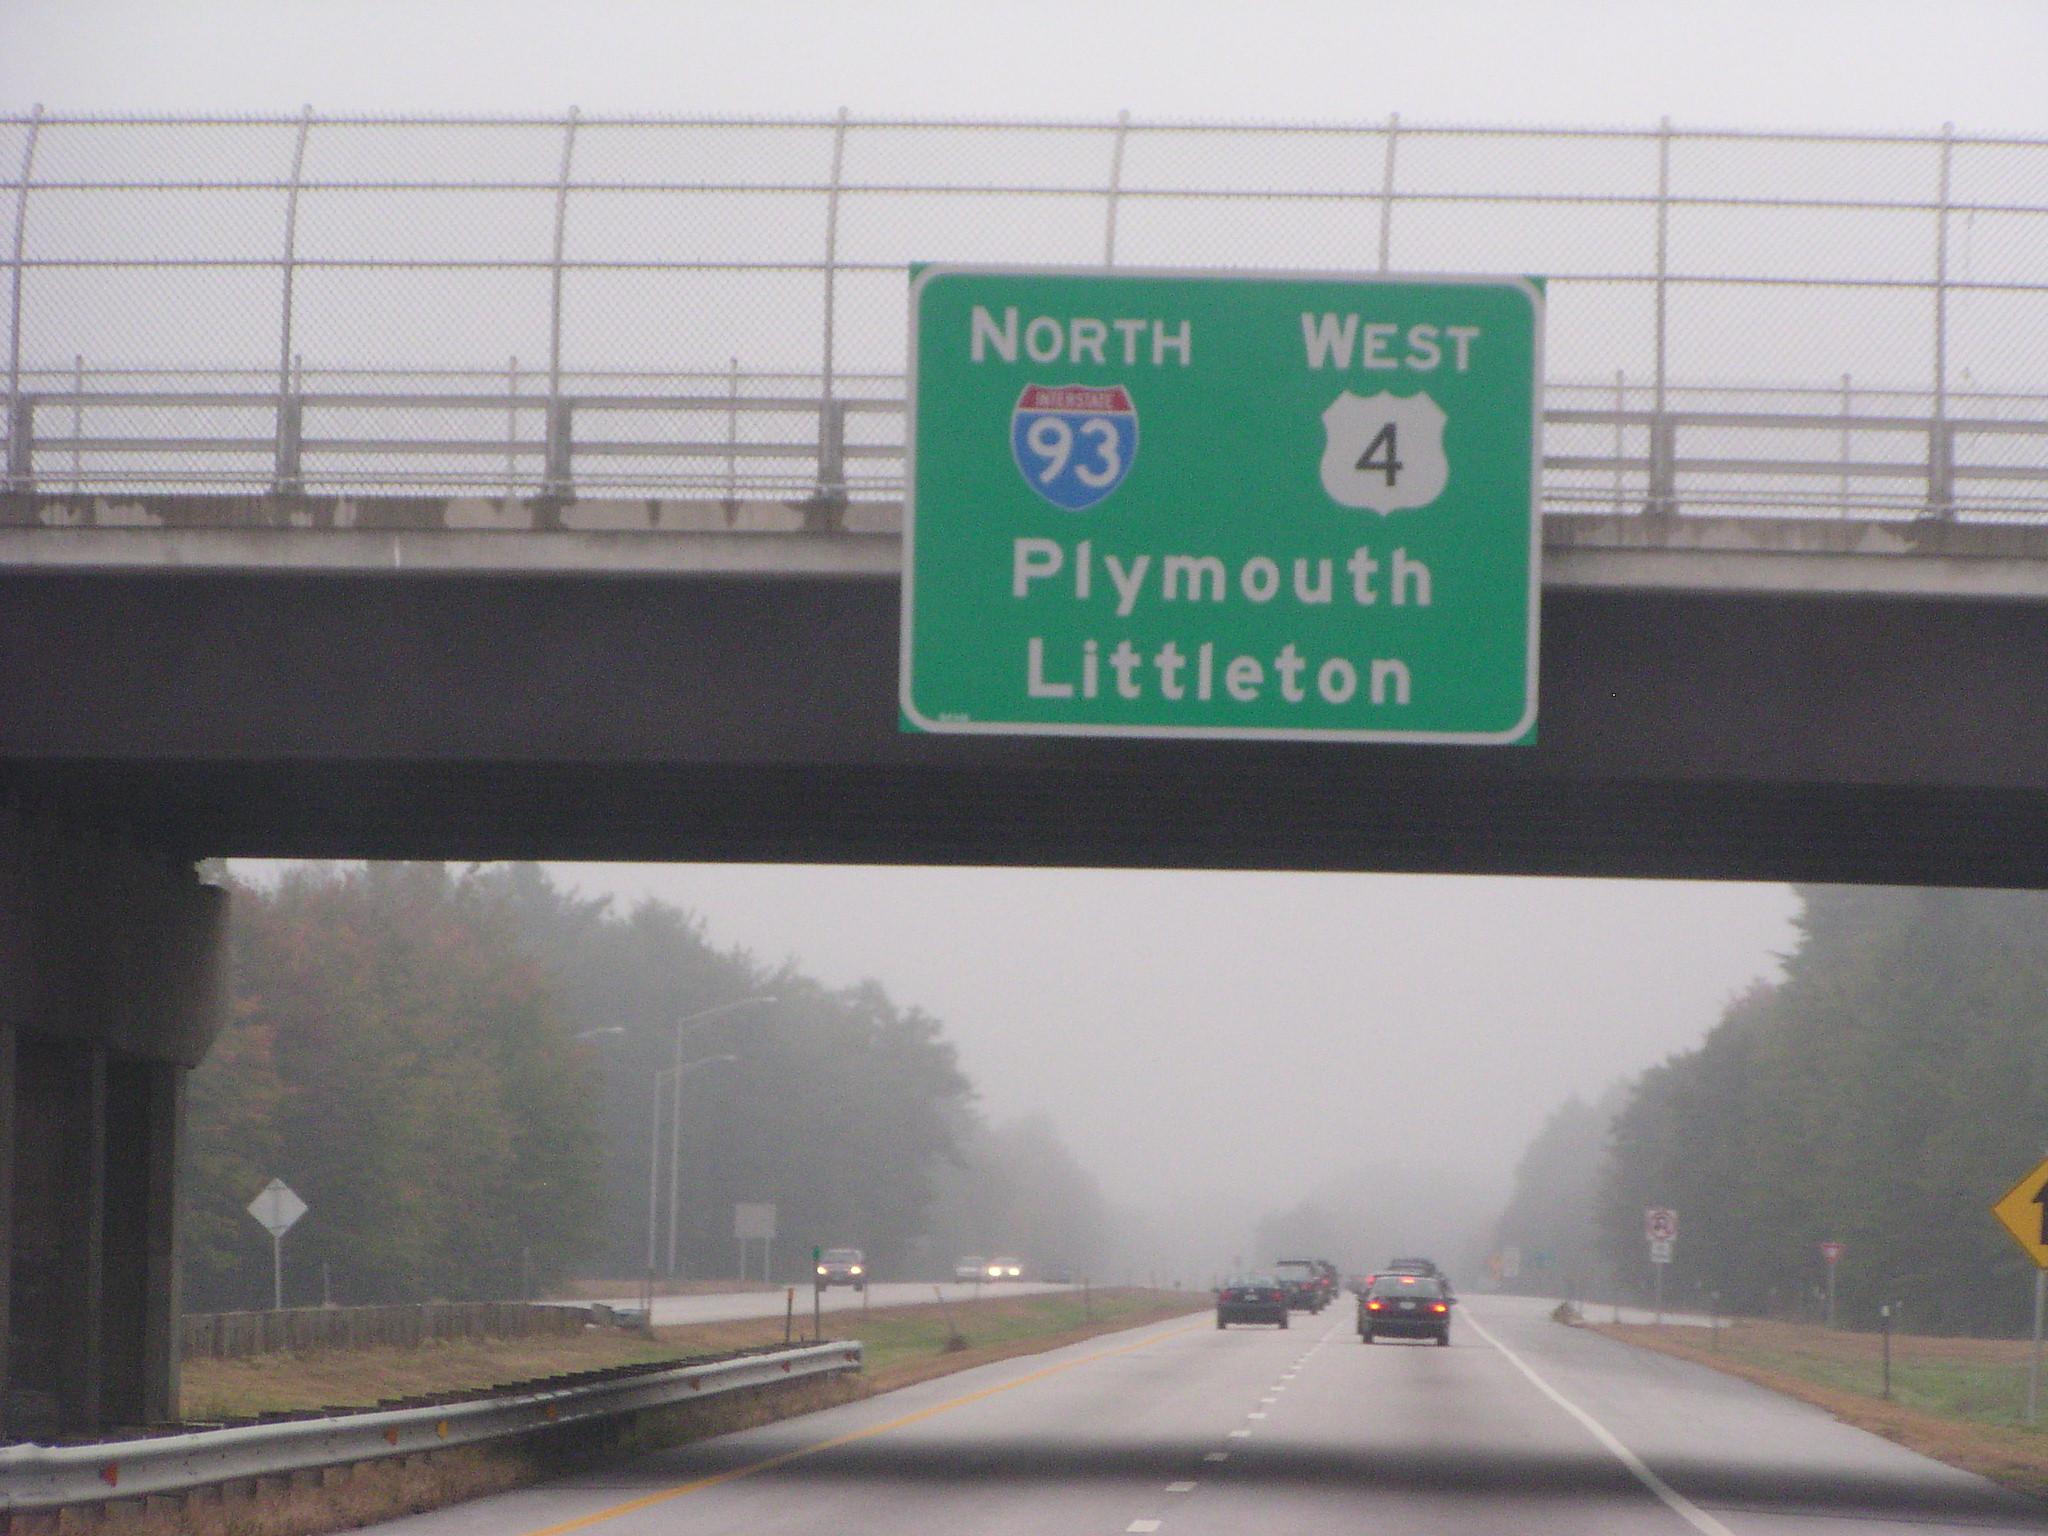 NORTH WEST
INTERSTATE
93 4
Plymouth
Littleton